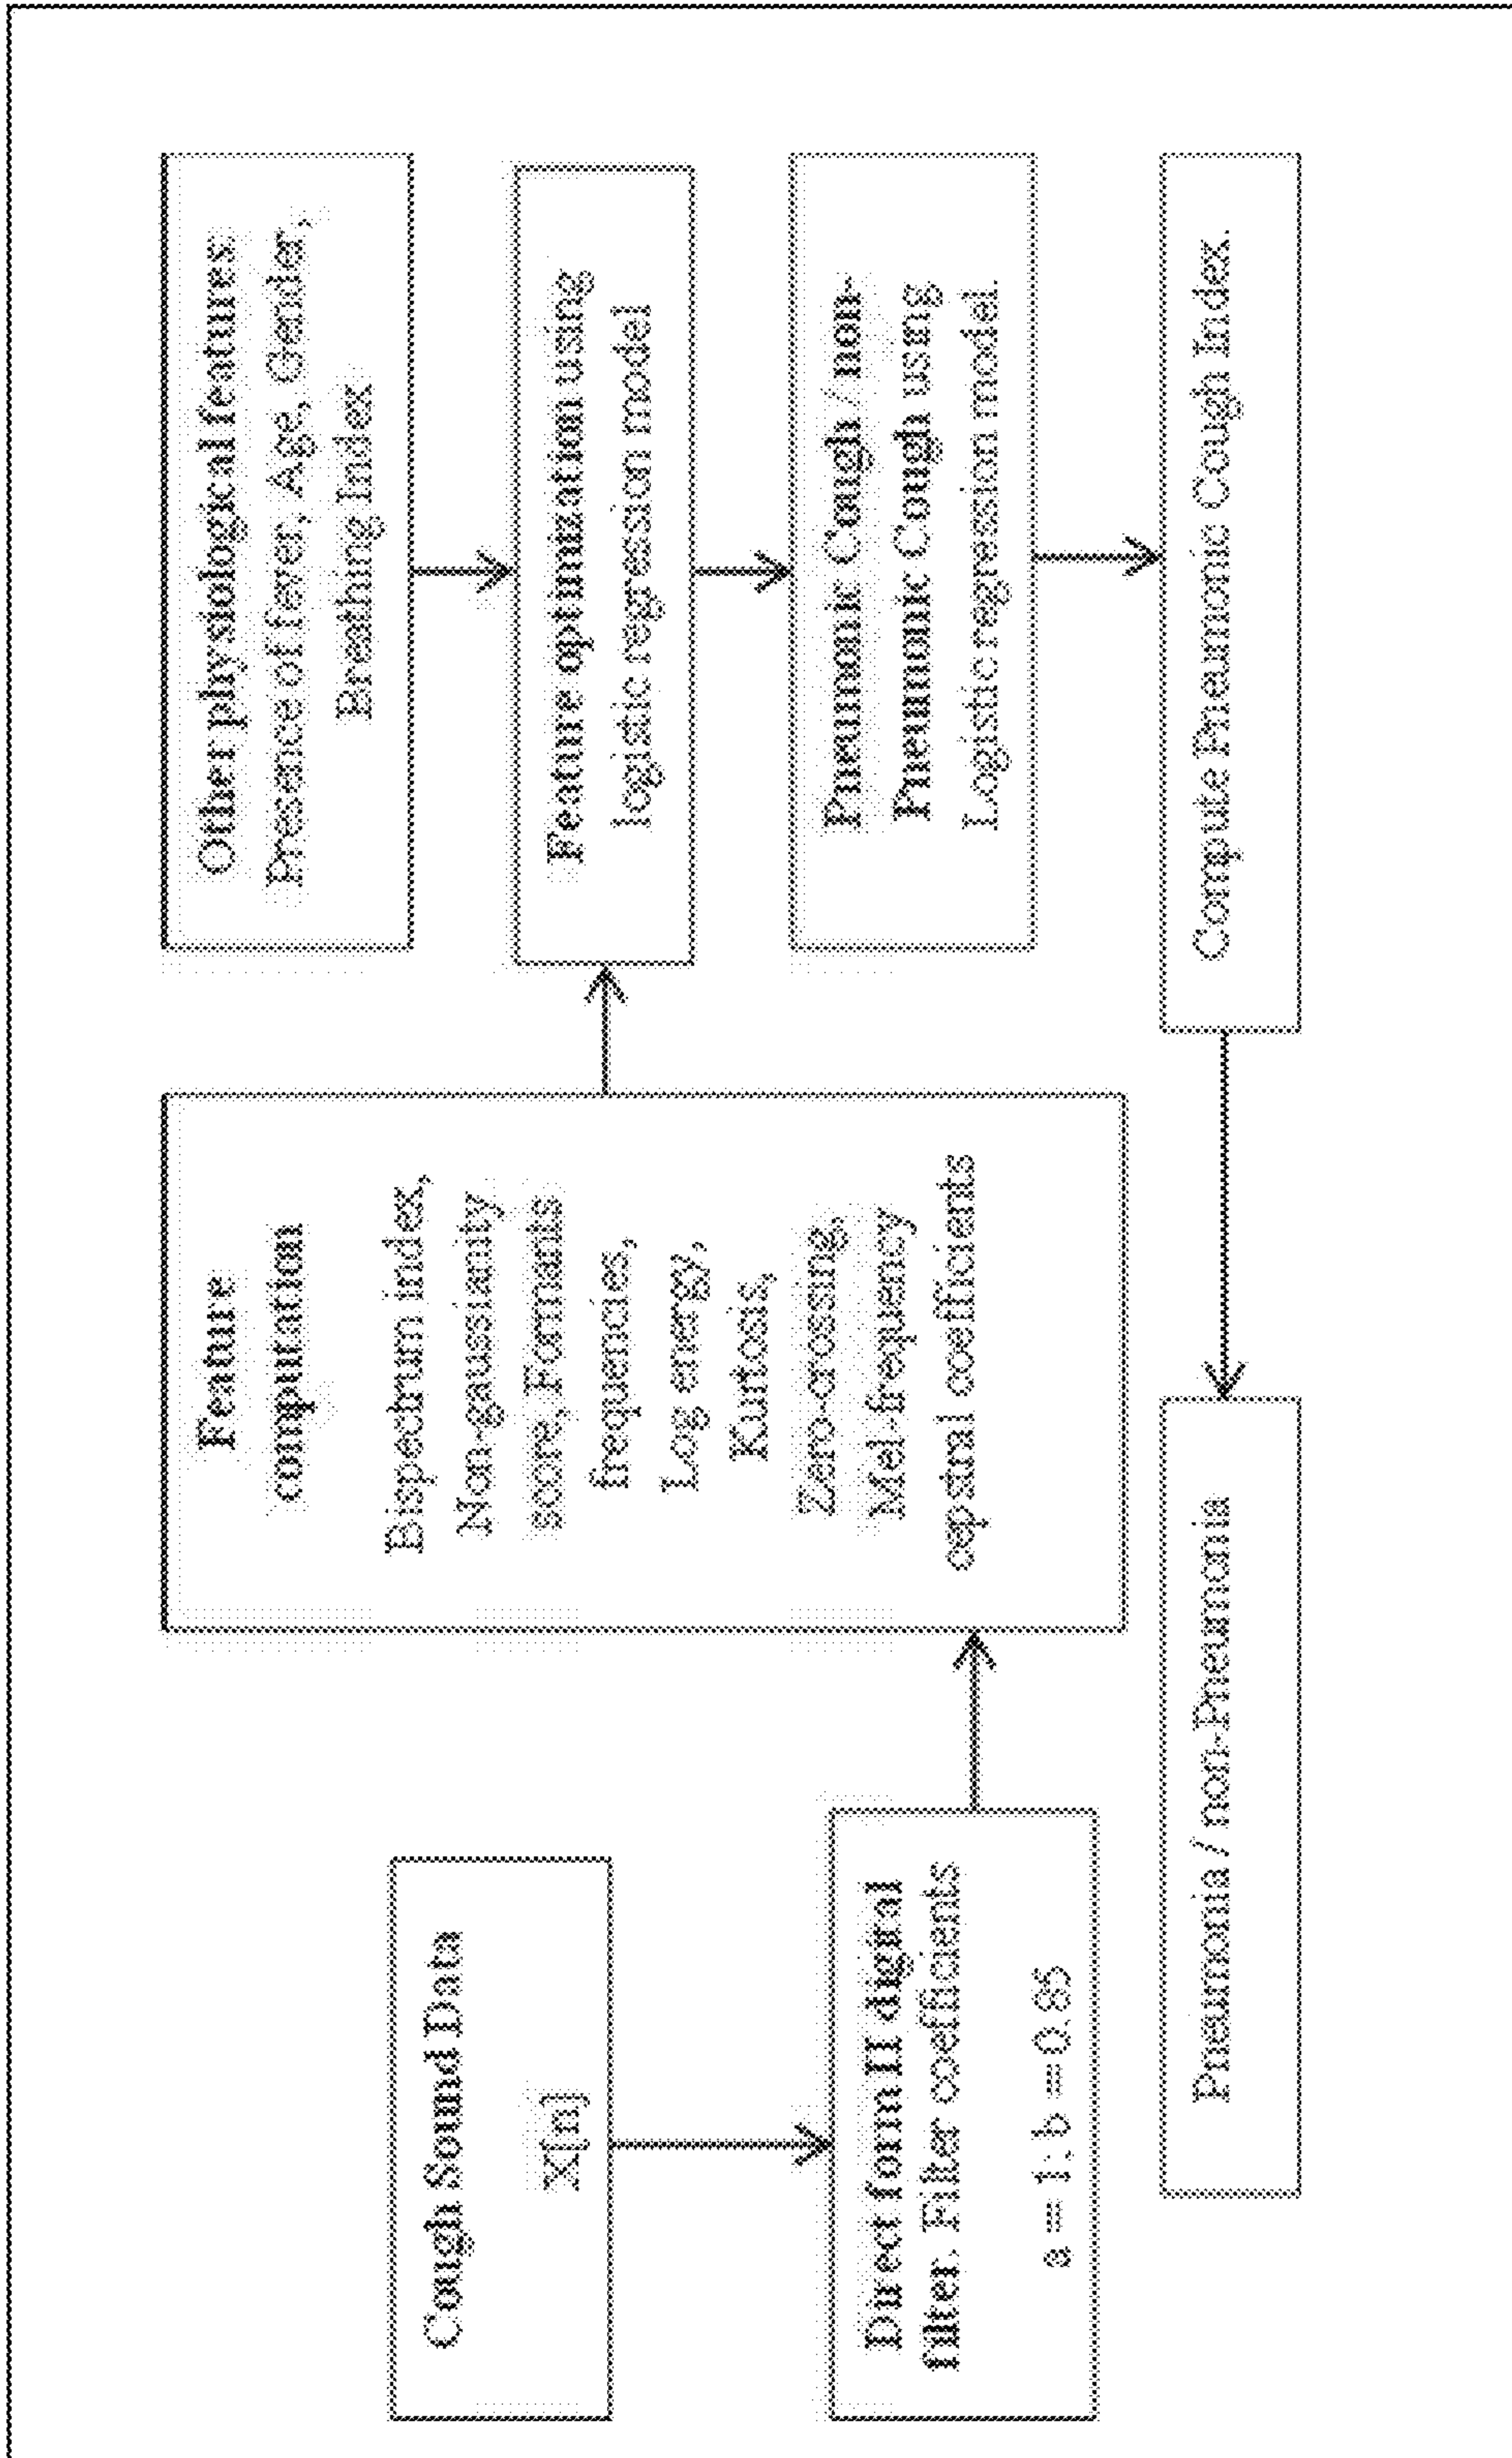 Cough Sound Data
X[n]
Direct form II digital
filter. Filter coefficients
a = 1; b = 0.85
Feature
computation
Bispectrum index,
Non-gaussianity
score, Formants
frequencies,
Log energy,
Kurtosis,
Zero-crossing,
Mel-frequency
cepstral coefficients
Other physiological features:
Presence of fever, Age, Gender,
Breathing Index
Feature optimization using
logistic regression model
Pneumonic Cough / non-
Pneumonic Cough using
Logistic regression model.
Compute Pneumonic Cough Index.
Pneumonia / non-Pneumonia